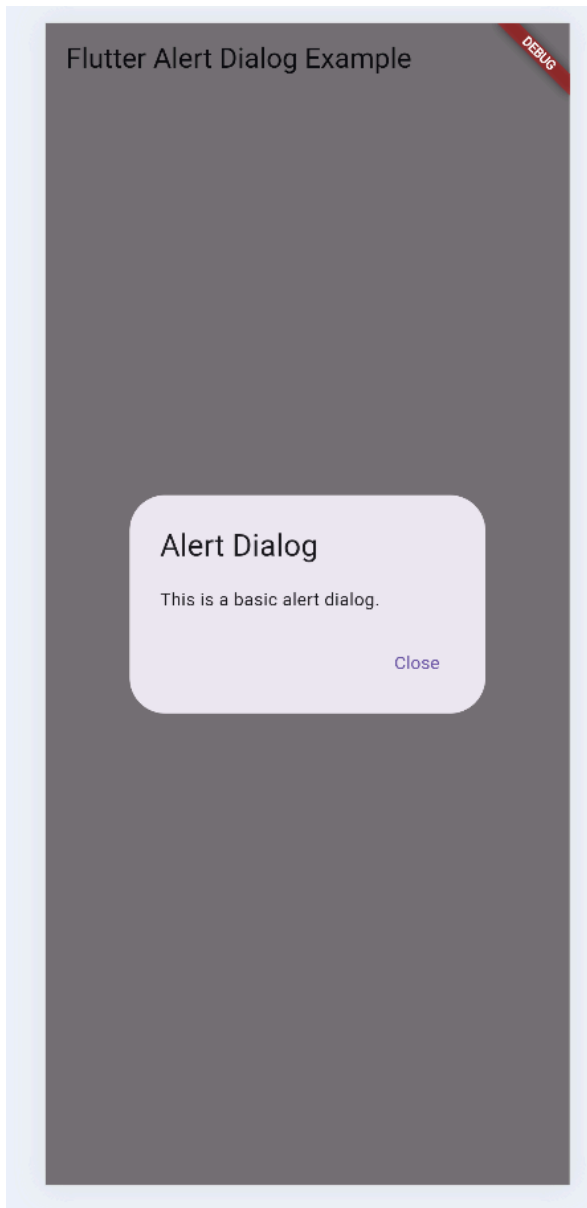 Flutter Alert Dialog Example
DEBUG
Alert Dialog
This is a basic alert dialog.
Close